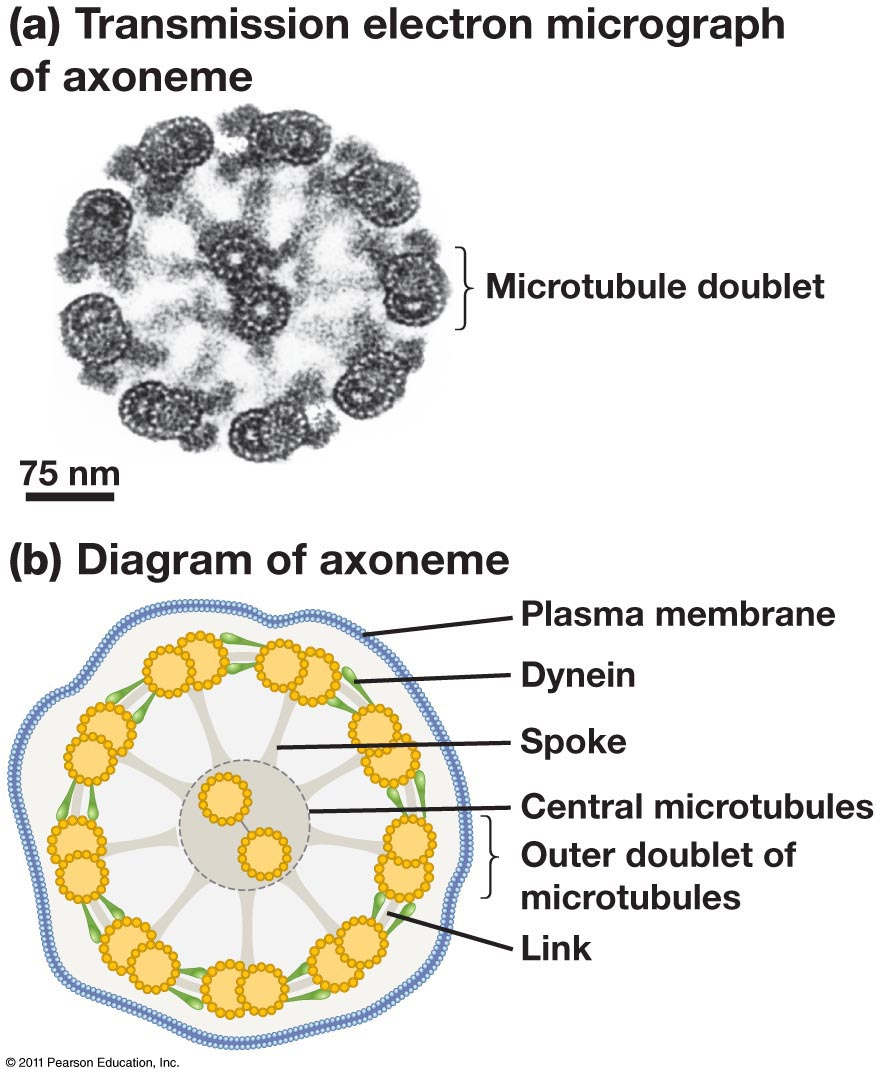 (a) Transmission electron micrograph
of axoneme
Microtubule doublet
75 nm
(b) Diagram of axoneme
Plasma membrane
Dynein
Spoke
Central microtubules
Outer doublet of
microtubules
Link
© 2011 Pearson Education, Inc.